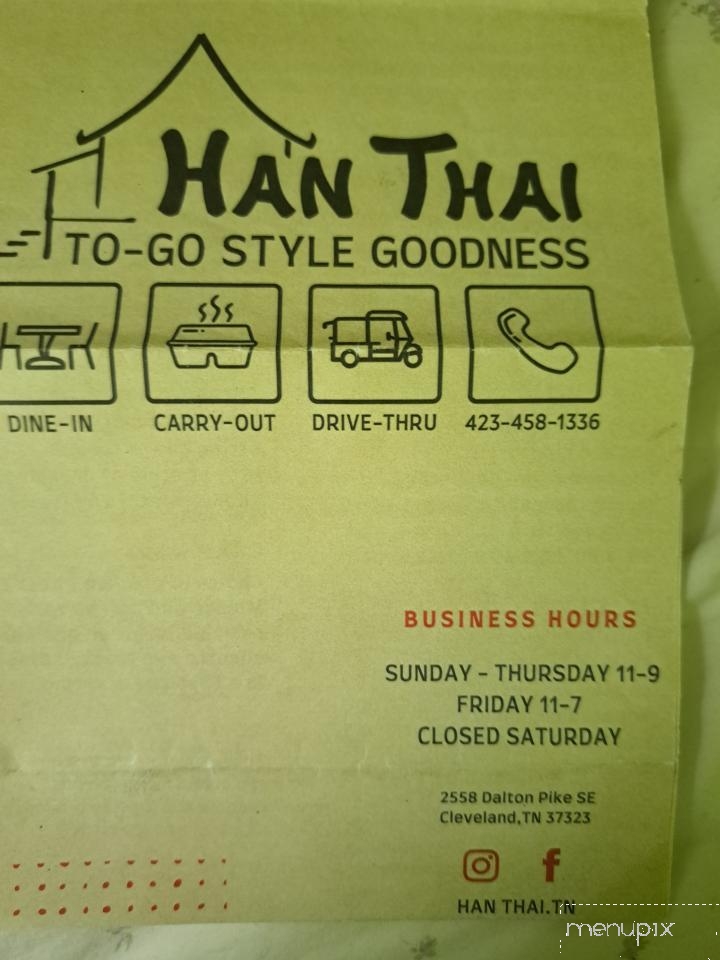 HAN THAI
TO-GO STYLE GOODNESS
DINE-IN
CARRY-OUT
DRIVE-THRU
423-458-1336
BUSINESS HOURS
SUNDAY - THURSDAY 11-9
FRIDAY 11-7
CLOSED SATURDAY
2558 Dalton Pike SE
Cleveland,TN 37323
HAN THAI.TN
menupix